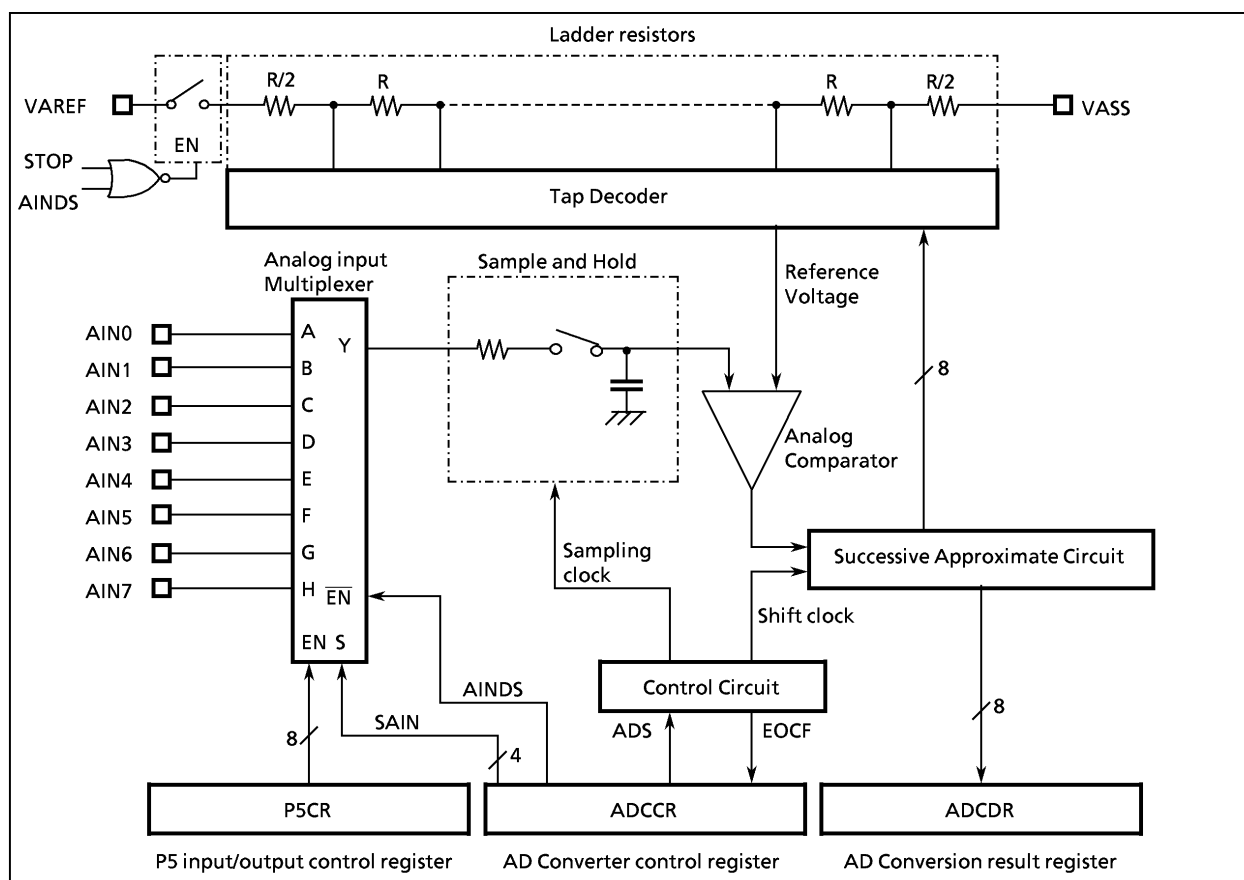 Ladder resistors
VAREF
R/2
R
R
R/2
VASS
EN
STOP
AINDS
Tap Decoder
Analog input
Multiplexer
Sample and Hold
Reference
Voltage
AIN0
A
Y
AIN1
B
AIN2
C
AIN3
D
AIN4
E
AIN5
F
AIN6
G
AIN7
H
EN
EN S
8
Analog
Comparator
Sampling
clock
Successive Approximate Circuit
Shift clock
Control Circuit
AINDS
SAIN
8
4
ADS
EOCF
8
P5CR
ADCCR
ADCDR
P5 input/output control register
AD Converter control register
AD Conversion result register